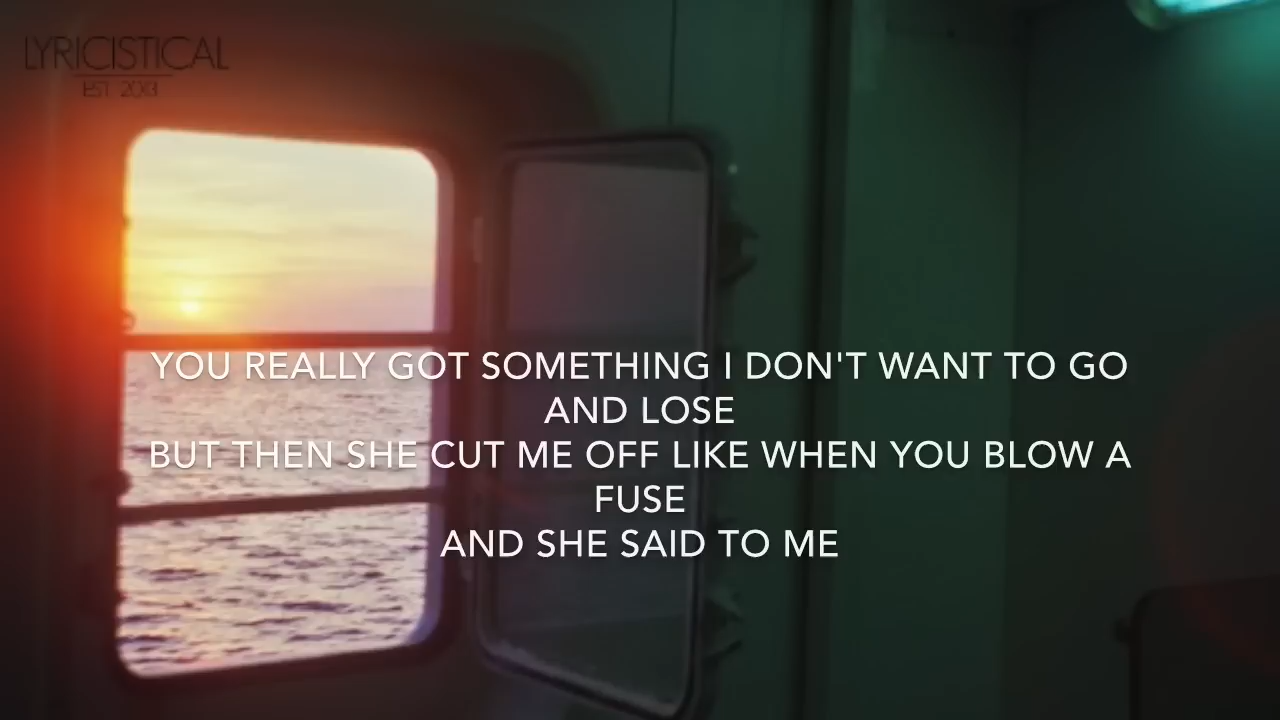 LYRICISTICAL
EST. 2013
YOU REALLY GOT SOMETHING I DON'T WANT TO GO
AND LOSE
BUT THEN SHE CUT ME OFF LIKE WHEN YOU BLOW A
FUSE
AND SHE SAID TO ME